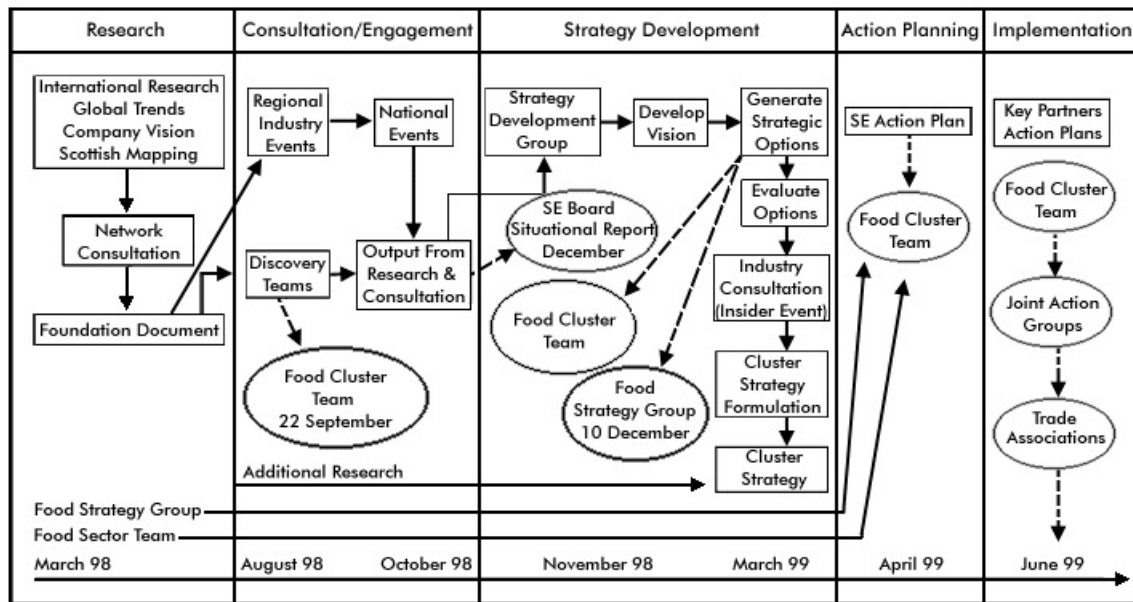 Research
Consultation/Engagement
Strategy Development
Action Planning
Implementation
International Research
Global Trends
Company Vision
Scottish Mapping
Network
Consultation
Foundation Document
Regional
Industry
Events
National
Events
Discovery
Teams
Output From
Research &
Consultation
Food Cluster
Team
22 September
Additional Research
Strategy
Development
Group
Develop
Vision
Generate
Strategic
Options
SE Board
Situational Report
December
Evaluate
Options
Food Cluster
Team
Industry
Consultation
(Insider Event)
Food
Strategy Group
10 December
Cluster
Strategy
Formulation
Cluster
Strategy
SE Action Plan
Food Cluster
Team
Key Partners
Action Plans
Food Cluster
Team
Joint Action
Groups
Trade
Associations
Food Strategy Group
Food Sector Team
March 98
August 98
October 98
November 98
March 99
April 99
June 99